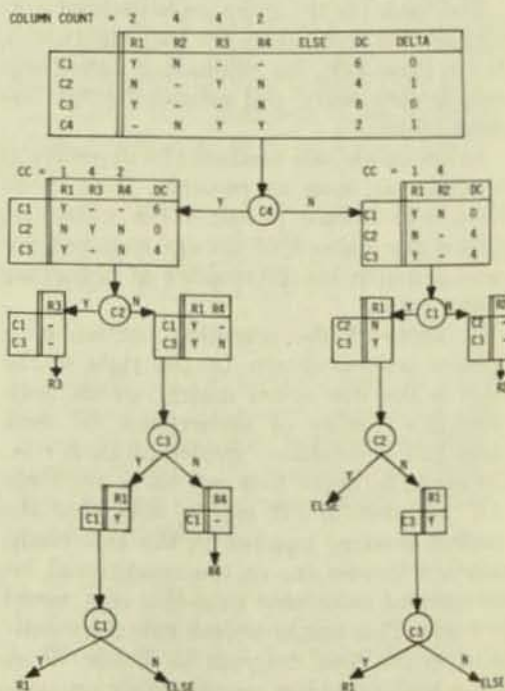 COLUMN COUNT = 2 4 4 2
R1 R2 R3 R4 ELSE DC DELTA
C1 Y N - - 6 0
C2 N - Y N 4 1
C3 Y - - N 8 0
C4 - N Y Y 2 1
CC = 1 4 2
R1 R3 R4 DC
C1 Y - - 6
C2 N Y N 0
C3 Y - N 4
Y C4 N
CC = 1 4
R1 R2 DC
C1 Y N 0
C2 N - 4
C3 Y - 4
R3
C1 -
C3 -
R3
Y C2 N
R1 R4
C1 Y -
C3 Y N
R1
C2 N
C3 Y
Y C1
C2 -
C3 -
C3
Y N
C2
Y N
ELSE
R1
C1 Y
R4
C1 -
R4
R1
C3 Y
C1
Y N
R1 ELSE
C3
Y N
R1 ELSE